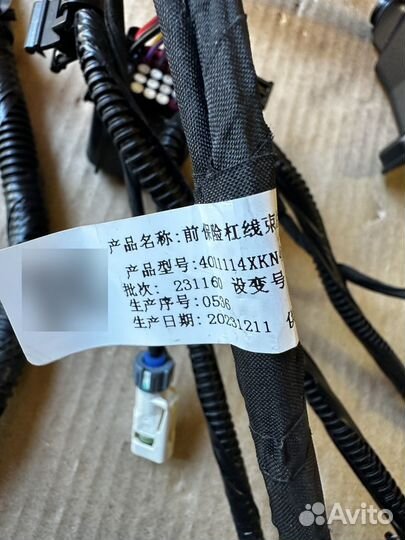 产品名称:前保险杠线束
产品型号:4011114XKN
批次: 231160 设变号
生产序号:0536
生产日期:20231211
Avito